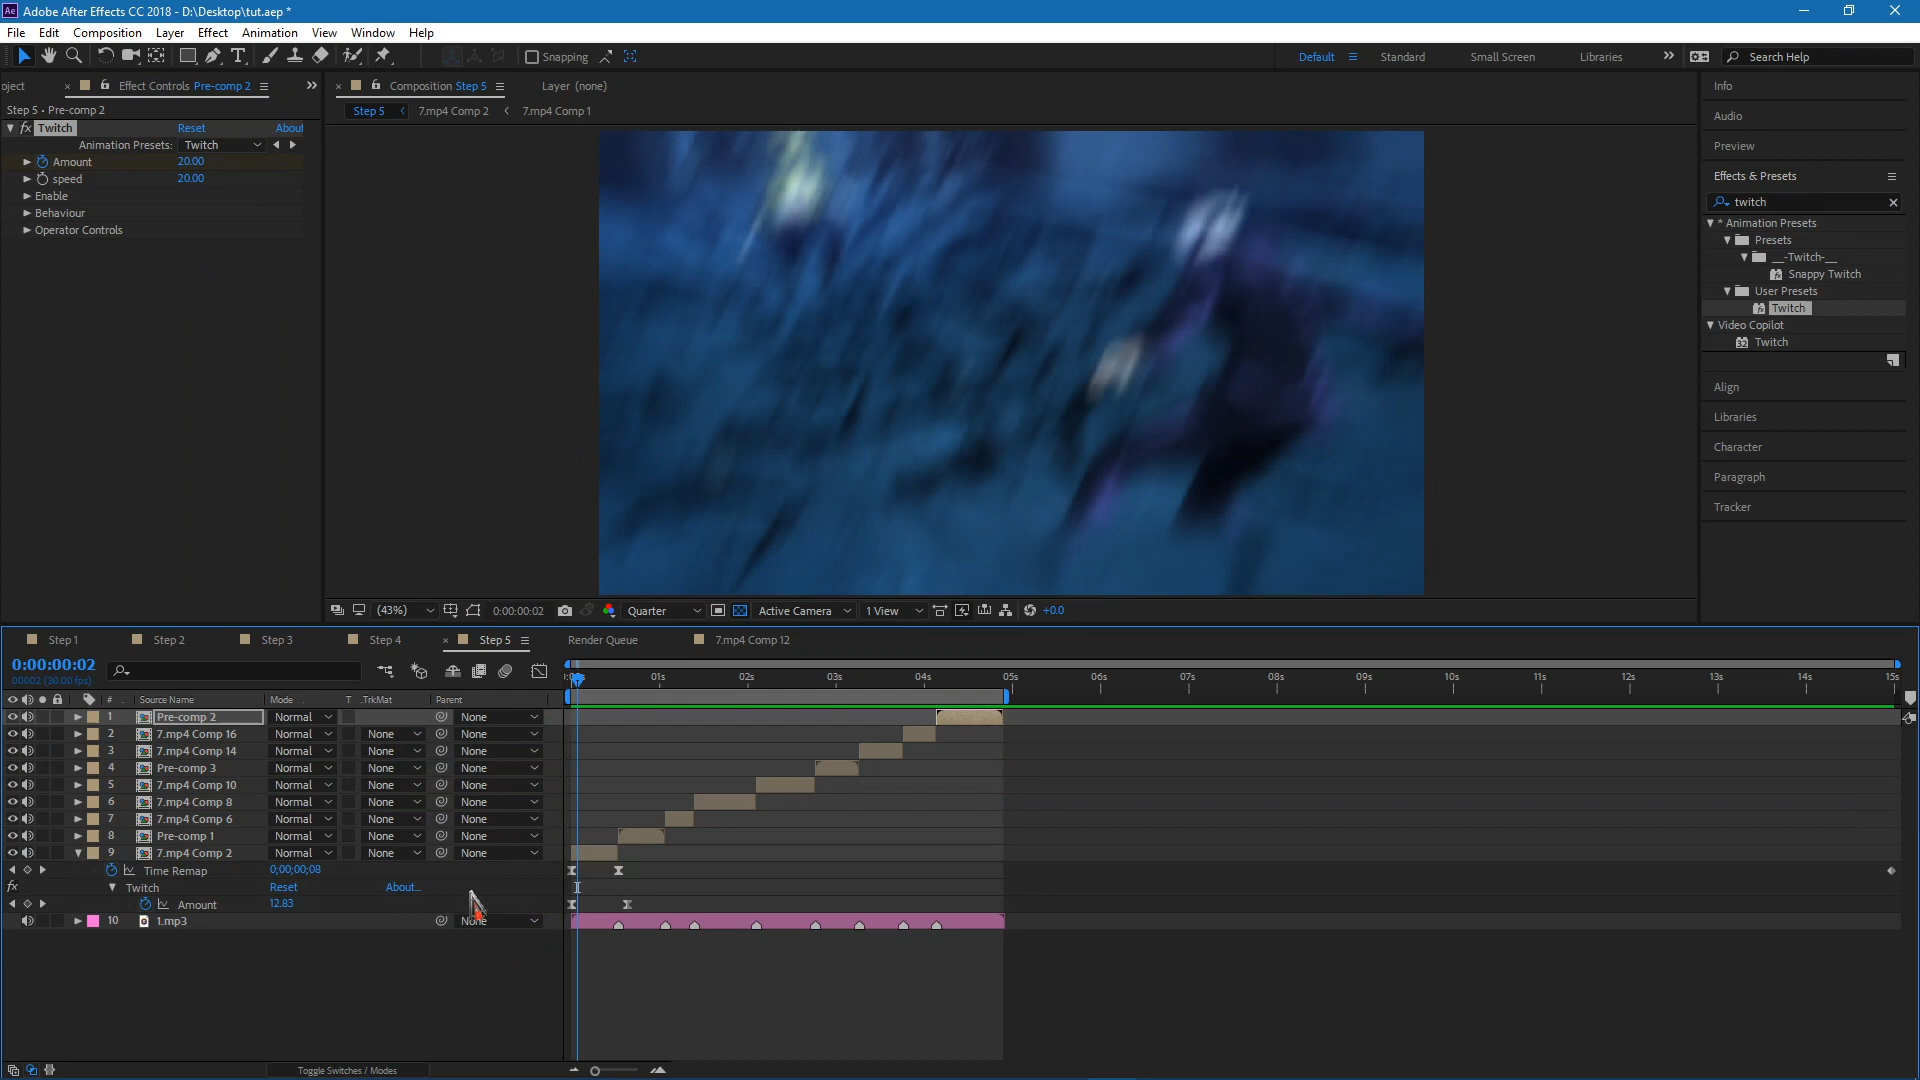 Ae Adobe After Effects CC 2018 - D:\Desktop\tut.aep *
File Edit Composition Layer Effect Animation View Window Help
Snapping Default Standard Small Screen Libraries Search Help
oject Effect Controls Pre-comp 2
Step 5 • Pre-comp 2
fx Twitch Reset About
Animation Presets: Twitch
Amount 20.00
speed 20.00
Enable
Behaviour
Operator Controls
Composition Step 5 Layer (none)
Step 5 7.mp4 Comp 2 7.mp4 Comp 1
(43%) 0:00:00:02 Quarter Active Camera 1 View +0.0
Info
Audio
Preview
Effects & Presets
twitch
* Animation Presets
Presets
__-Twitch-__
Snappy Twitch
User Presets
Twitch
Video Copilot
32 Twitch
Align
Libraries
Character
Paragraph
Tracker
Step 1 Step 2 Step 3 Step 4 Step 5 Render Queue 7.mp4 Comp 12
0:00:00:02
00002 (30.00 fps)
01s 02s 03s 04s 05s 06s 07s 08s 09s 10s 11s 12s 13s 14s 15s
# Source Name Mode T .TrkMat Parent
1 Pre-comp 2 Normal None
2 7.mp4 Comp 16 Normal None None
3 7.mp4 Comp 14 Normal None None
4 Pre-comp 3 Normal None None
5 7.mp4 Comp 10 Normal None None
6 7.mp4 Comp 8 Normal None None
7 7.mp4 Comp 6 Normal None None
8 Pre-comp 1 Normal None None
9 7.mp4 Comp 2 Normal None None
Time Remap 0;00;00;08
fx Twitch Reset About...
Amount 12.83
10 1.mp3 None
Toggle Switches / Modes